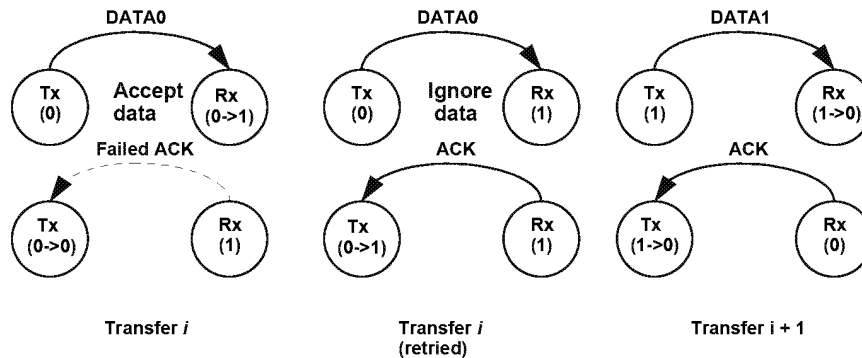 DATA0
DATA0
DATA1
Tx
(0)
Accept
data
Rx
(0->1)
Tx
(0)
Ignore
data
Rx
(1)
Tx
(1)
Rx
(1->0)
Failed ACK
ACK
ACK
Tx
(0->0)
Rx
(1)
Tx
(0->1)
Rx
(1)
Tx
(1->0)
Rx
(0)
Transfer i
Transfer i
(retried)
Transfer i + 1